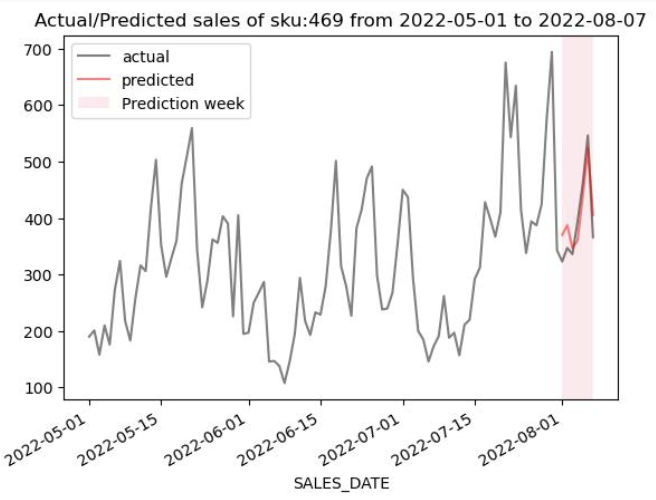 Actual/Predicted sales of sku:469 from 2022-05-01 to 2022-08-07
700
600
500
400
300
200
100
actual
predicted
Prediction week
2022-05-01
2022-05-15
2022-06-01
2022-06-15
2022-07-01
2022-07-15
2022-08-01
SALES_DATE